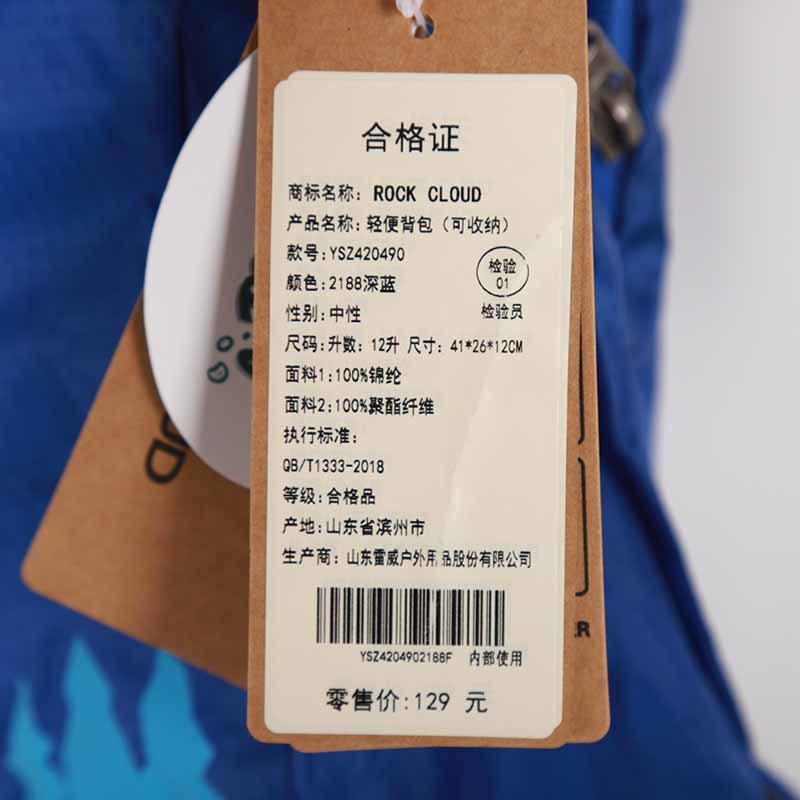 合格证
商标名称: ROCK CLOUD
产品名称: 轻便背包（可收纳）
款号:YSZ420490
颜色:2188深蓝
检验
01
性别:中性
检验员
尺码:升数: 12升 尺寸: 41*26*12CM
面料1:100%锦纶
面料2:100%聚酯纤维
执行标准:
QB/T1333-2018
等级:合格品
产地:山东省滨州市
生产商: 山东雷威户外用品股份有限公司
YSZ4204902188F 内部使用
零售价:129 元